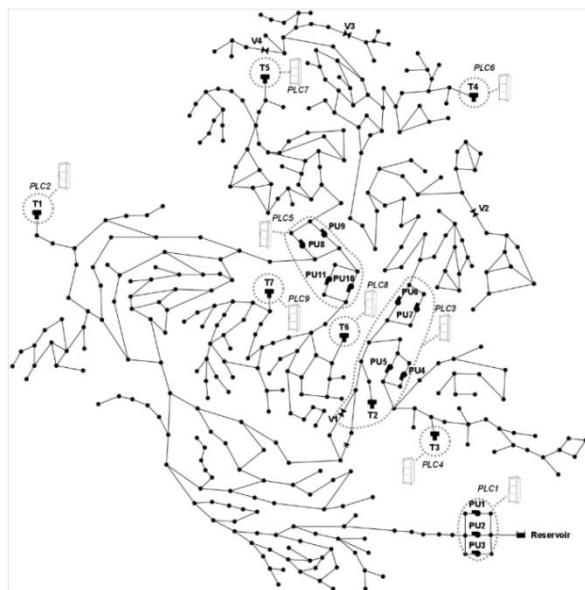 V3
V4
T5
PLC7
PLC6
T4
PLC2
T1
V2
PLC5
PU9
PU8
PU11
PU10
T7
PLC9
PLC8
T6
PU6
PU7
PLC3
PU5
PU4
V1
T2
T3
PLC4
PLC1
PU1
PU2
Reservoir
PU3